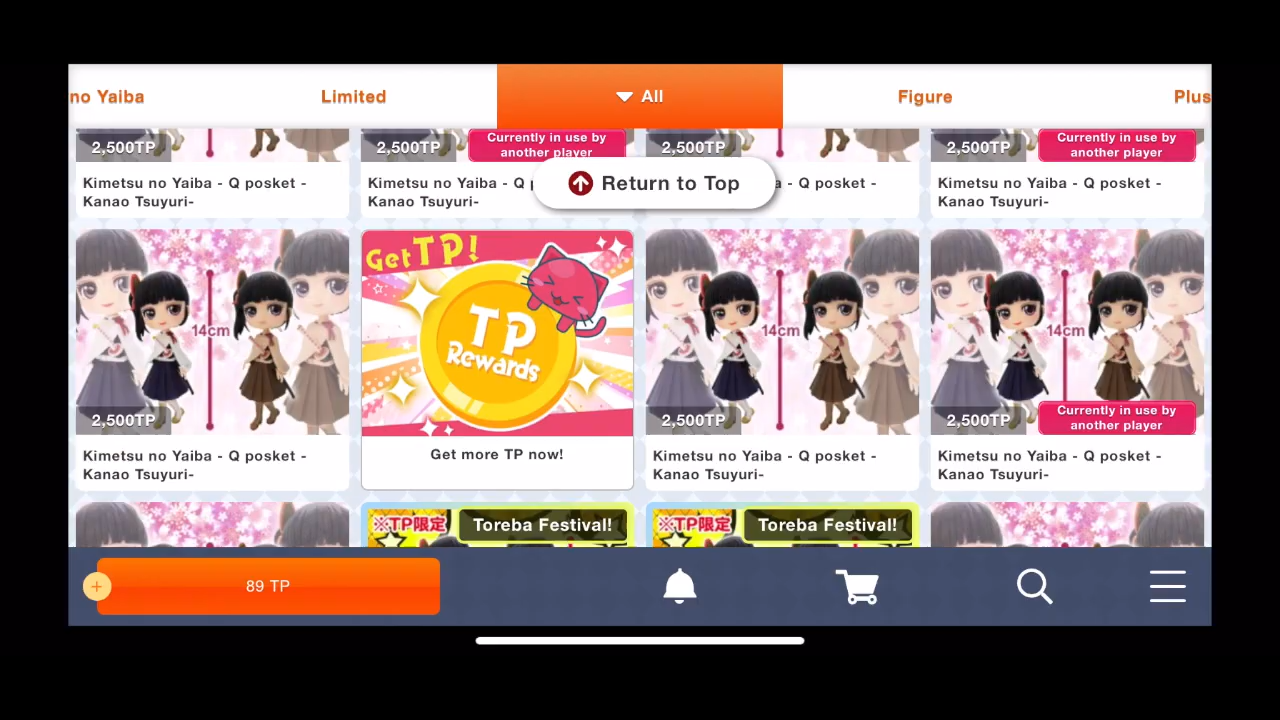 no Yaiba
Limited
All
Figure
Plus
2,500TP
2,500TP
Currently in use by
another player
2,500TP
2,500TP
Currently in use by
another player
Kimetsu no Yaiba - Q posket -
Kanao Tsuyuri-
Kimetsu no Yaiba - Q p
Kanao Tsuyuri-
Return to Top
a - Q posket -
Kanao Tsuyuri-
Kimetsu no Yaiba - Q posket -
Kanao Tsuyuri-
14cm
2,500TP
Kimetsu no Yaiba - Q posket -
Kanao Tsuyuri-
Get TP!
TP
Rewards
Get more TP now!
14cm
2,500TP
Kimetsu no Yaiba - Q posket -
Kanao Tsuyuri-
14cm
2,500TP
Currently in use by
another player
Kimetsu no Yaiba - Q posket -
Kanao Tsuyuri-
※TP限定
Toreba Festival!
※TP限定
Toreba Festival!
89 TP